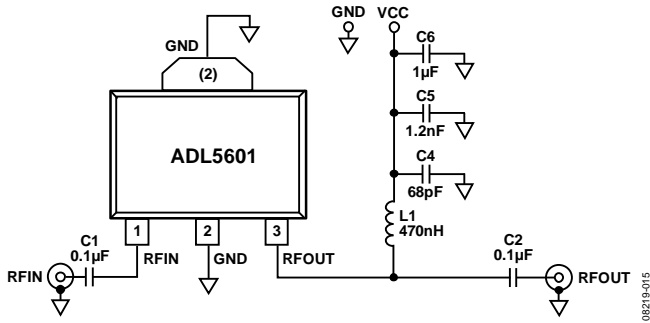 GND
GND VCC
(2)
C6
1µF
C5
1.2nF
ADL5601
C4
68pF
L1
470nH
1 2 3
C1
0.1µF
RFIN
GND
RFOUT
C2
0.1µF
RFIN
RFOUT
08219-015